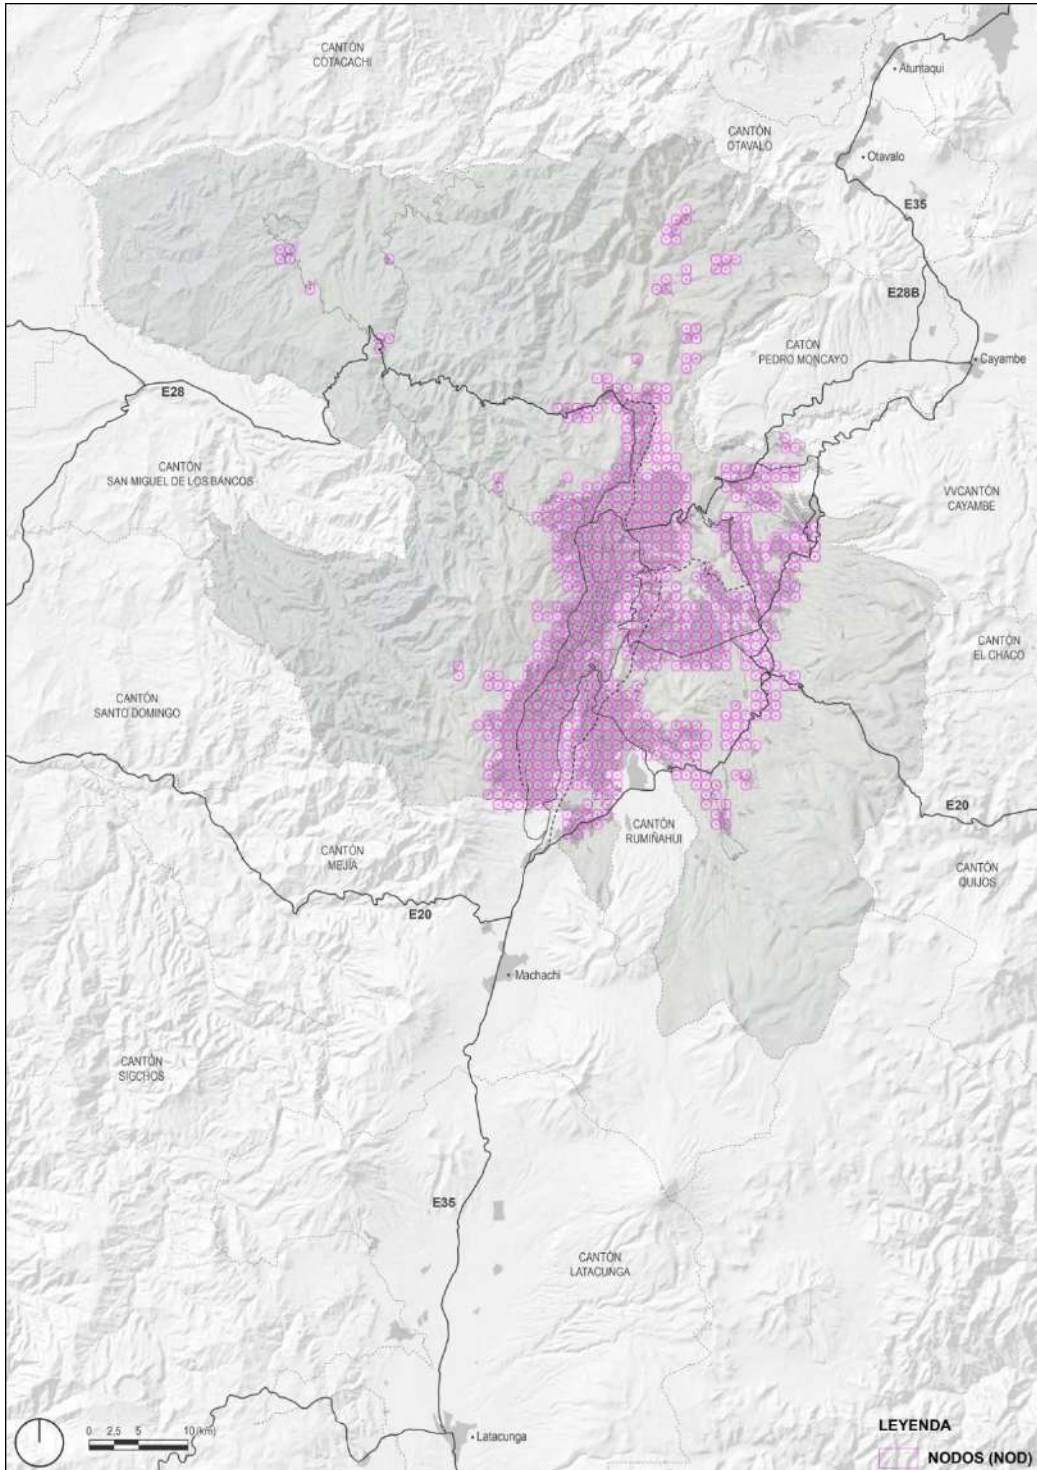 CANTÓN
COTACACHI
Atuntaqui
CANTÓN
OTAVALO
Otavalo
E35
E28B
CATÓN
PEDRO MONCAYO
Cayambe
E28
CANTÓN
SAN MIGUEL DE LOS BANCOS
VVCANTÓN
CAYAMBE
CANTÓN
EL CHACO
CANTÓN
SANTO DOMINGO
E20
CANTÓN
RUMIÑAHUI
CANTÓN
MEJÍA
CANTÓN
QUIJOS
E20
Machachi
CANTÓN
SIGCHOS
E35
CANTÓN
LATACUNGA
LEYENDA
0 2,5 5 10 (km)
Latacunga
NODOS (NOD)